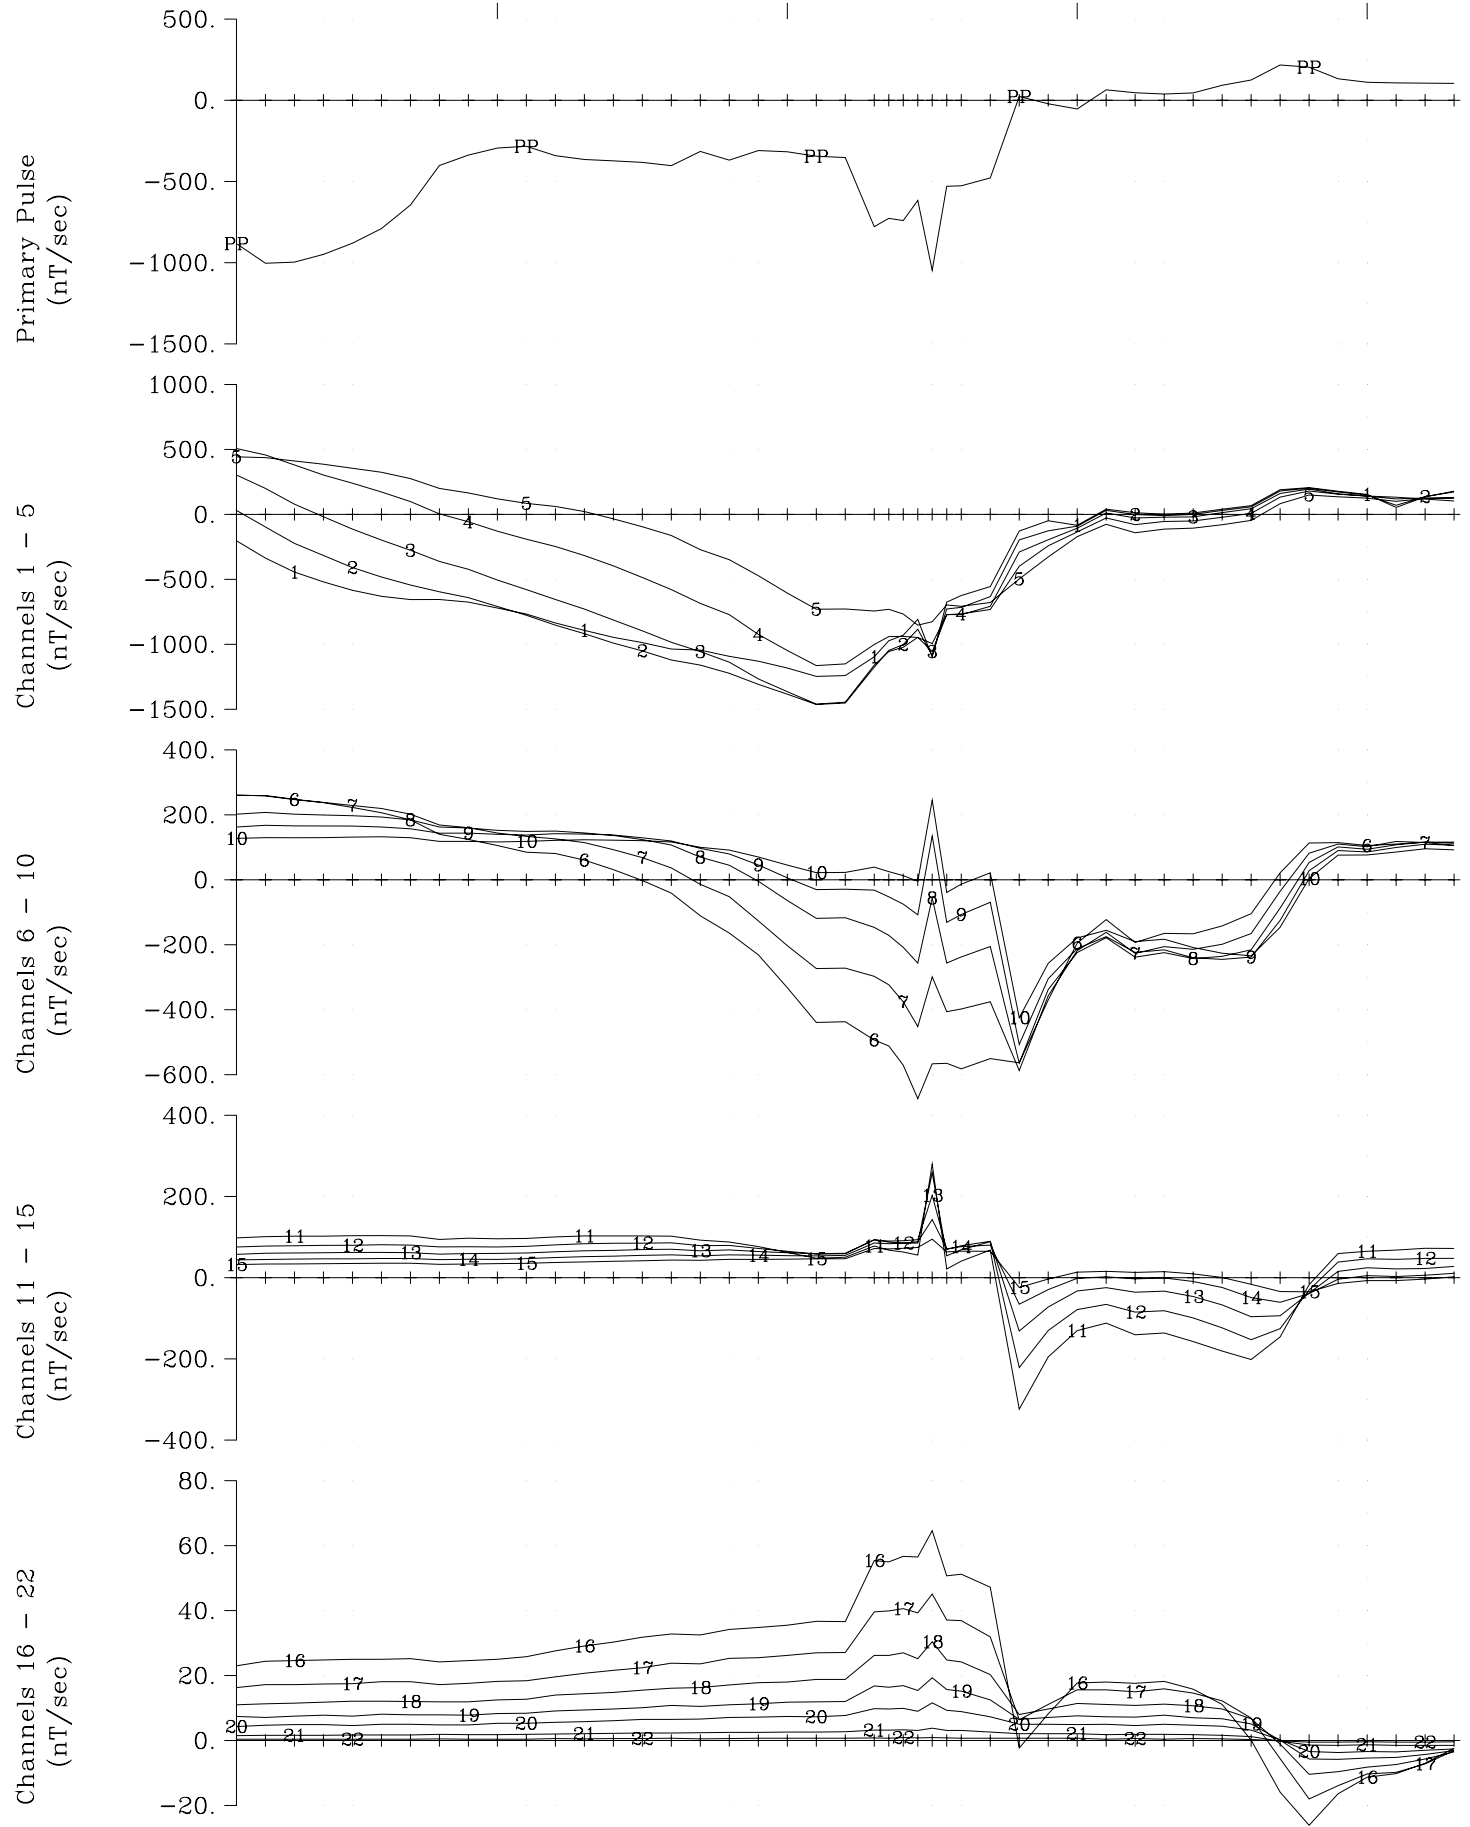 500.
0.
-500.
-1000.
-1500.
Primary Pulse
(nT/sec)
PP PP PP PP PP
1000.
500.
0.
-500.
-1000.
-1500.
Channels 1 - 5
(nT/sec)
5 1 2 3 4 5 1 2 3 4 5 1 2 3 4 5 1 2 3 4 5 1 2
400.
200.
0.
-200.
-400.
-600.
Channels 6 - 10
(nT/sec)
10 6 7 8 9 10 6 7 8 9 10 6 7 8 9 10 6 7 8 9 10 6 7
400.
200.
0.
-200.
-400.
Channels 11 - 15
(nT/sec)
15 11 12 13 14 15 11 12 13 14 15 11 12 13 14 15 11 12 13 14 15 11 12
80.
60.
40.
20.
0.
-20.
Channels 16 - 22
(nT/sec)
16 17 18 19 16 17 18 19 16 17 18 19 16 17 18 19 16 17
20 21 22 20 21 22 20 21 22 20 21 22 20 21 22